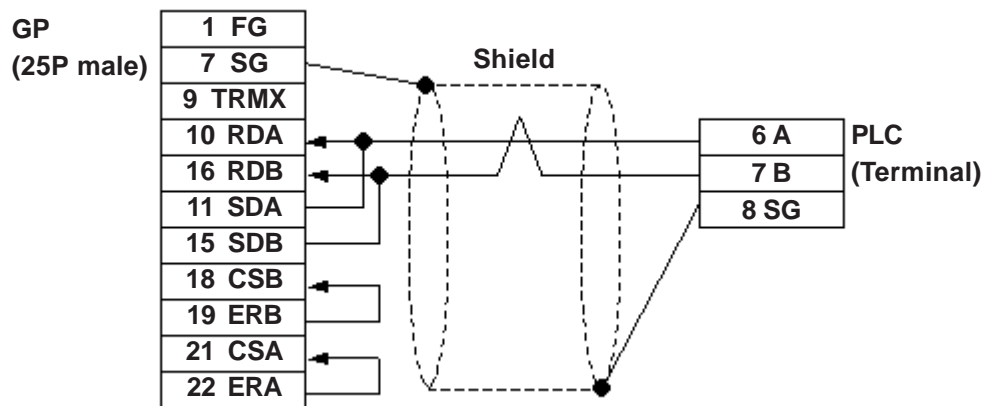 GP
(25P male)
1 FG
7 SG
9 TRMX
10 RDA
16 RDB
11 SDA
15 SDB
18 CSB
19 ERB
21 CSA
22 ERA
Shield
6 A
7 B
8 SG
PLC
(Terminal)